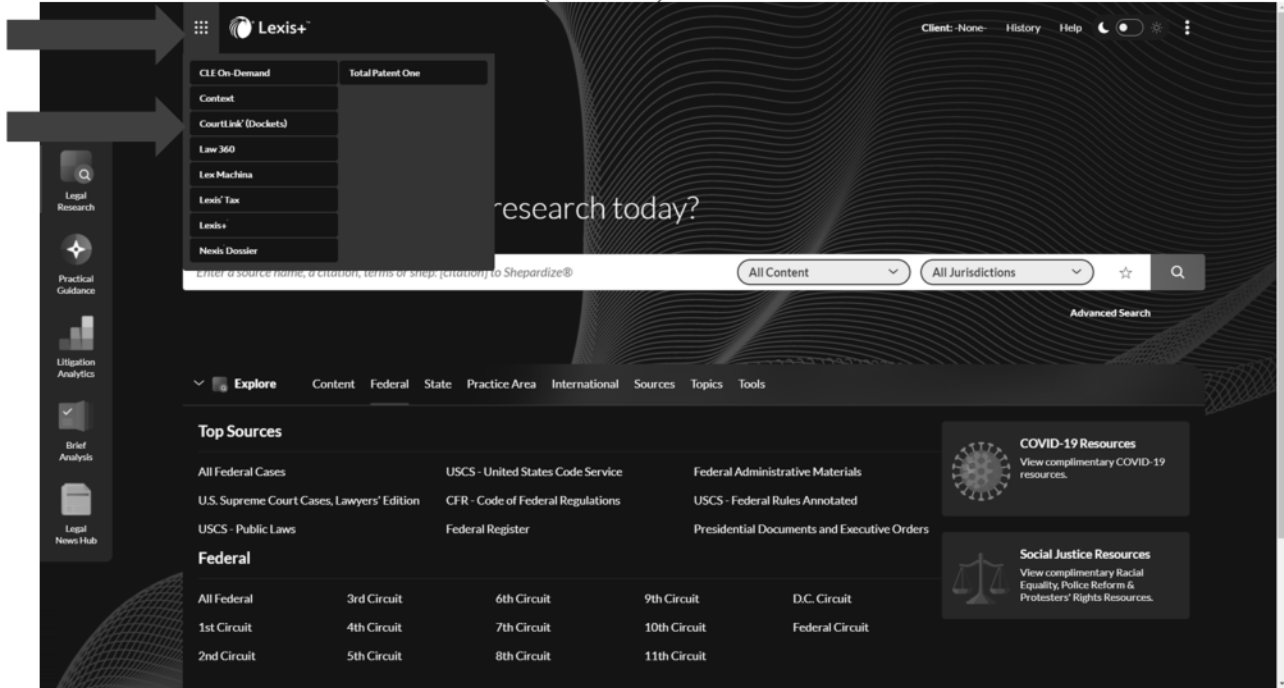 Lexis+™
Client: -None- History Help
CLE On-Demand
Total Patent One
Context
CourtLink® (Dockets)
Law 360
Lex Machina
Lexis® Tax
Lexis+
Nexis Dossier
Legal
Research
Practical
Guidance
Litigation
Analytics
Brief
Analysis
Legal
News Hub
research today?
Enter a source name, a citation, terms or shep: [citation] to Shepardize®
All Content
All Jurisdictions
Advanced Search
Explore Content Federal State Practice Area International Sources Topics Tools
Top Sources
All Federal Cases USCS - United States Code Service Federal Administrative Materials
U.S. Supreme Court Cases, Lawyers' Edition CFR - Code of Federal Regulations USCS - Federal Rules Annotated
USCS - Public Laws Federal Register Presidential Documents and Executive Orders
Federal
All Federal 3rd Circuit 6th Circuit 9th Circuit D.C. Circuit
1st Circuit 4th Circuit 7th Circuit 10th Circuit Federal Circuit
2nd Circuit 5th Circuit 8th Circuit 11th Circuit
COVID-19 Resources
View complimentary COVID-19
resources.
Social Justice Resources
View complimentary Racial
Equality, Police Reform &
Protesters' Rights Resources.